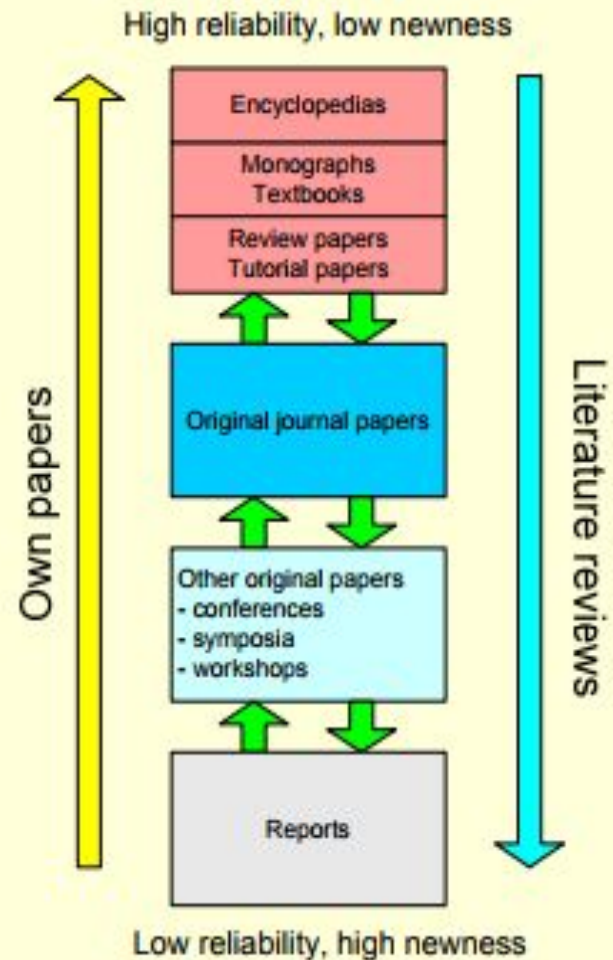 High reliability, low newness
Encyclopedias
Monographs
Textbooks
Review papers
Tutorial papers
Original journal papers
Other original papers
- conferences
- symposia
- workshops
Reports
Low reliability, high newness
Own papers
Literature reviews